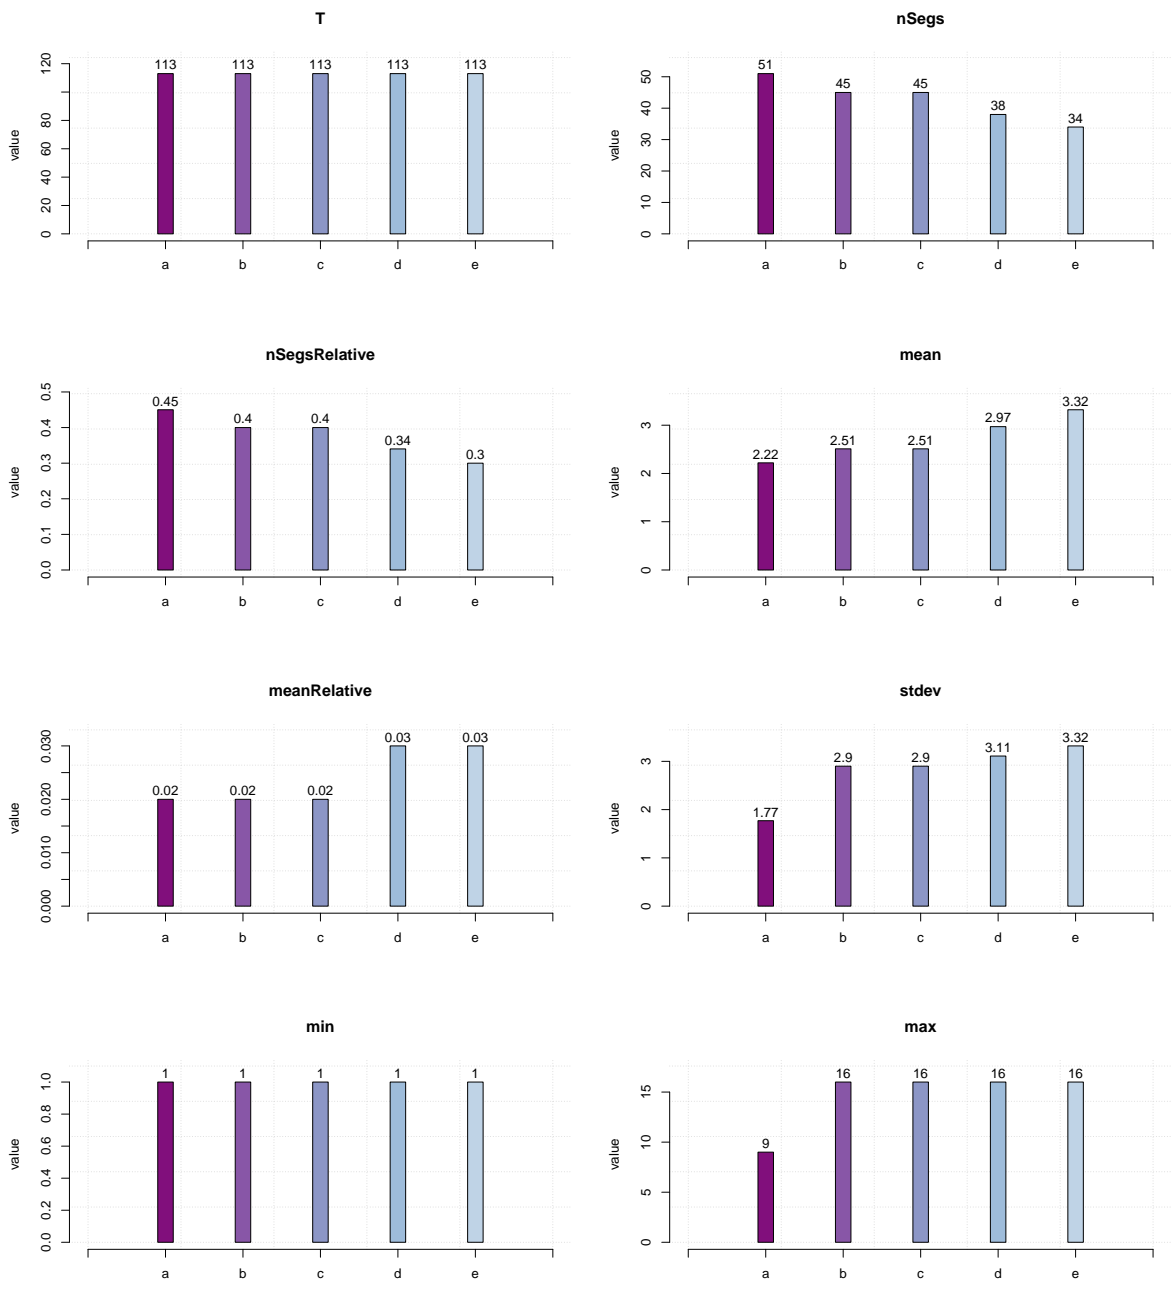 T
value
0 20 40 60 80 120
113 113 113 113 113
a b c d e
nSegs
value
0 10 20 30 40 50
51 45 45 38 34
a b c d e
nSegsRelative
value
0.0 0.1 0.2 0.3 0.4 0.5
0.45 0.4 0.4 0.34 0.3
a b c d e
mean
value
0 1 2 3
2.22 2.51 2.51 2.97 3.32
a b c d e
meanRelative
value
0.000 0.010 0.020 0.030
0.02 0.02 0.02 0.03 0.03
a b c d e
stdev
value
0 1 2 3
1.77 2.9 2.9 3.11 3.32
a b c d e
min
value
0.0 0.2 0.4 0.6 0.8 1.0
1 1 1 1 1
a b c d e
max
value
0 5 10 15
9 16 16 16 16
a b c d e